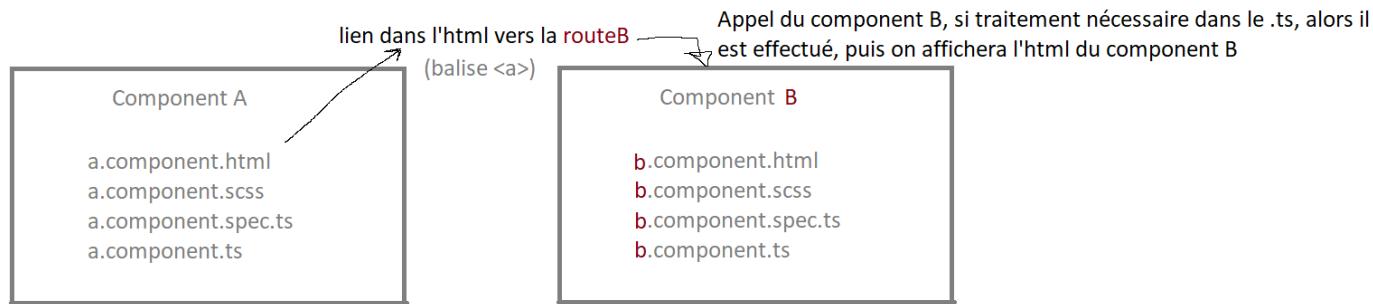 Appel du component B, si traitement nécessaire dans le .ts, alors il
est effectué, puis on affichera l'html du component B
lien dans l'html vers la routeB
(balise <a>)
Component A
a.component.html
a.component.scss
a.component.spec.ts
a.component.ts
Component B
b.component.html
b.component.scss
b.component.spec.ts
b.component.ts